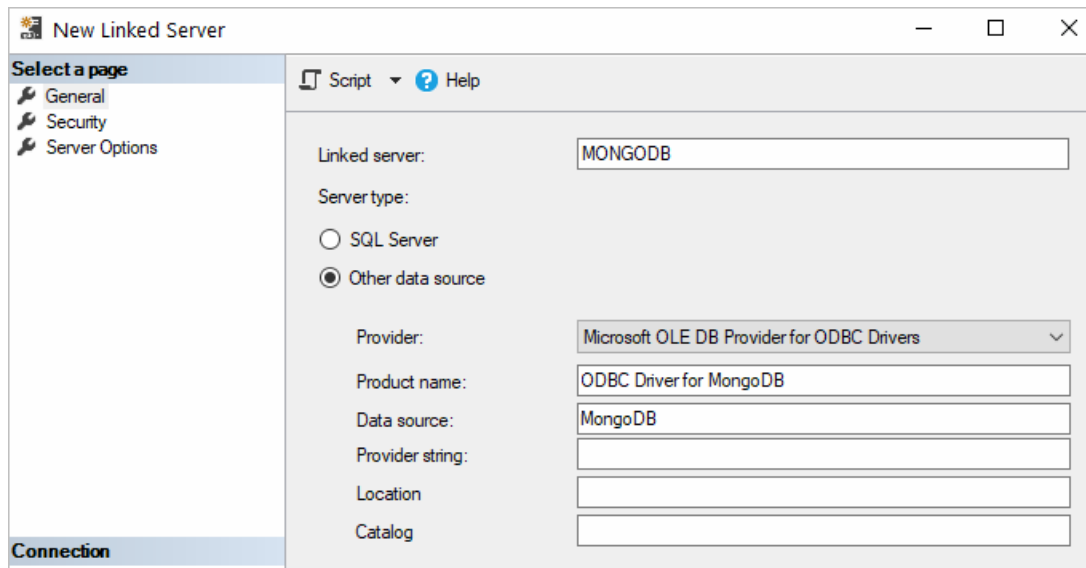 New Linked Server
Select a page
General
Security
Server Options
Connection
Script
Help
Linked server:
MONGODB
Server type:
SQL Server
Other data source
Provider:
Microsoft OLE DB Provider for ODBC Drivers
Product name:
ODBC Driver for MongoDB
Data source:
MongoDB
Provider string:
Location
Catalog